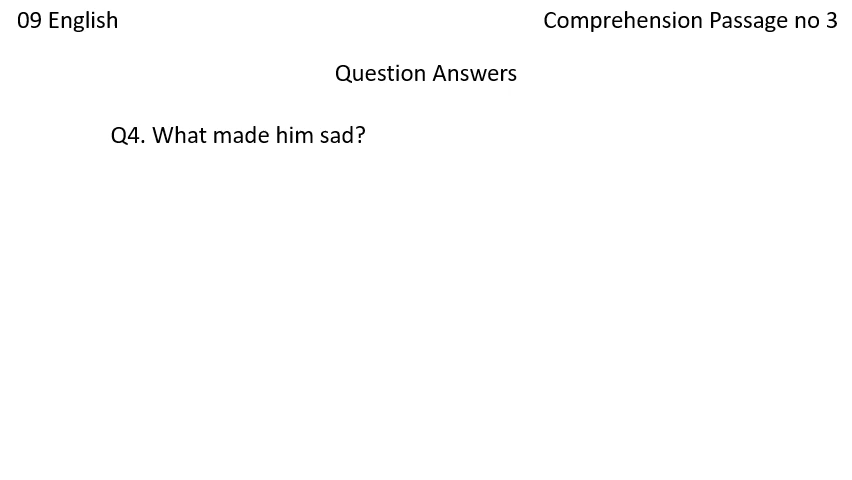 09 English
Comprehension Passage no 3
Question Answers
Q4. What made him sad?